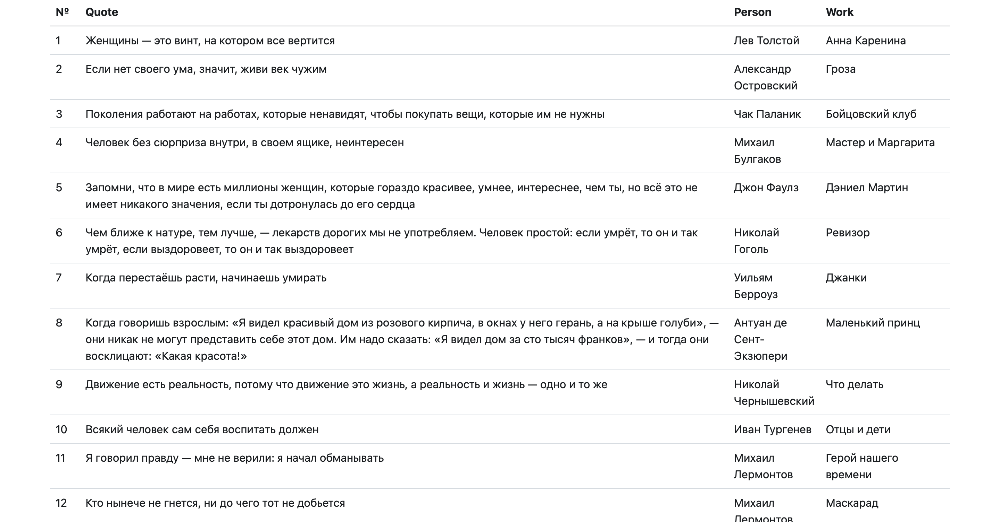 Nº Quote Person Work
1 Женщины — это винт, на котором все вертится Лев Толстой Анна Каренина
2 Если нет своего ума, значит, живи век чужим Александр Гроза
Островский
3 Поколения работают на работах, которые ненавидят, чтобы покупать вещи, которые им не нужны Чак Паланик Бойцовский клуб
4 Человек без сюрприза внутри, в своем ящике, неинтересен Михаил Мастер и Маргарита
Булгаков
5 Запомни, что в мире есть миллионы женщин, которые гораздо красивее, умнее, интереснее, чем ты, но всё это не Джон Фаулз Дэниел Мартин
имеет никакого значения, если ты дотронулась до его сердца
6 Чем ближе к натуре, тем лучше, — лекарств дорогих мы не употребляем. Человек простой: если умрёт, то он и так Николай Ревизор
умрёт, если выздоровеет, то он и так выздоровеет Гоголь
7 Когда перестаёшь расти, начинаешь умирать Уильям Джанки
Берроуз
8 Когда говоришь взрослым: «Я видел красивый дом из розового кирпича, в окнах у него герань, а на крыше голуби», — Антуан де Маленький принц
они никак не могут представить себе этот дом. Им надо сказать: «Я видел дом за сто тысяч франков», — и тогда они Сент-
восклицают: «Какая красота!» Экзюпери
9 Движение есть реальность, потому что движение это жизнь, а реальность и жизнь — одно и то же Николай Что делать
Чернышевский
10 Всякий человек сам себя воспитать должен Иван Тургенев Отцы и дети
11 Я говорил правду — мне не верили: я начал обманывать Михаил Герой нашего
Лермонтов времени
12 Кто нынече не гнется, ни до чего тот не добьется Михаил Маскарад
Лермонтов